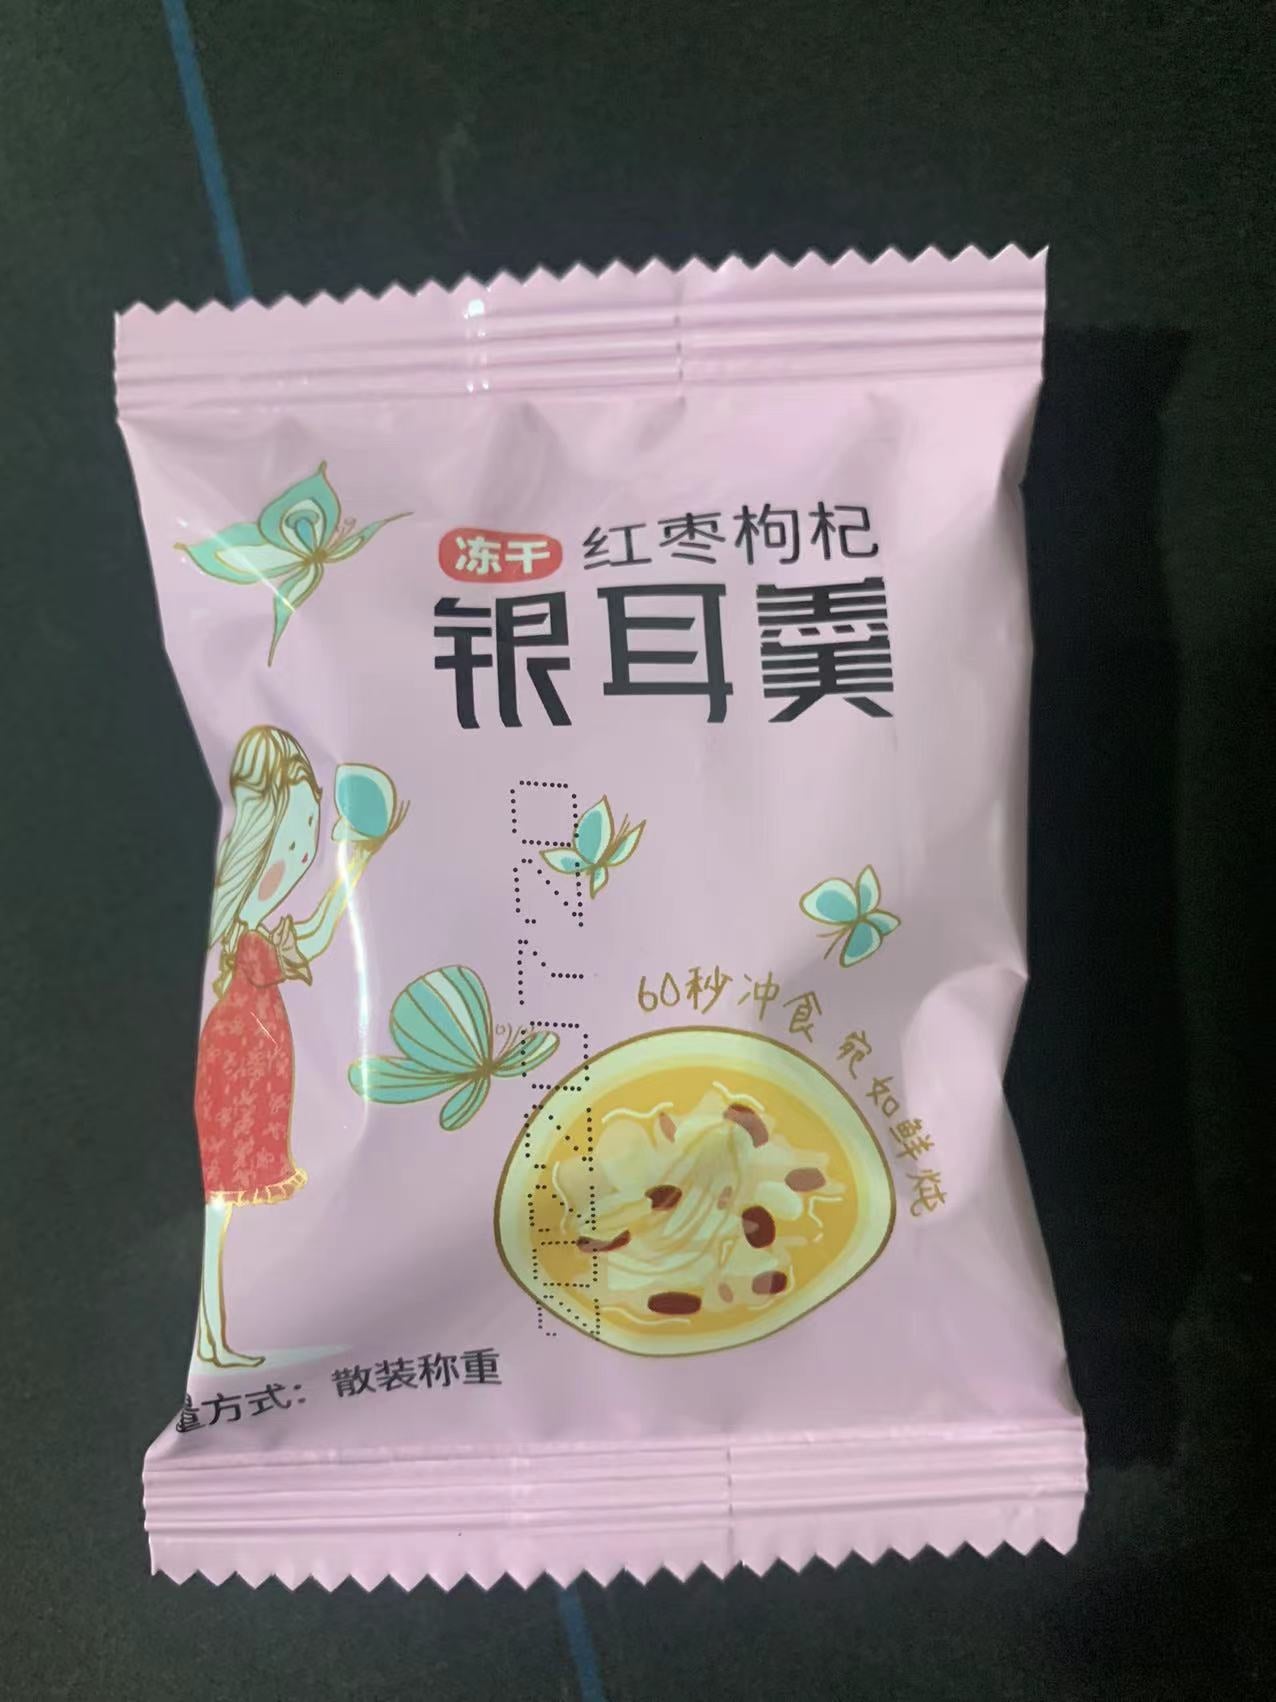 冻干 红枣枸杞
银耳羹
60秒冲食 宛如鲜炖
量方式：散装称重